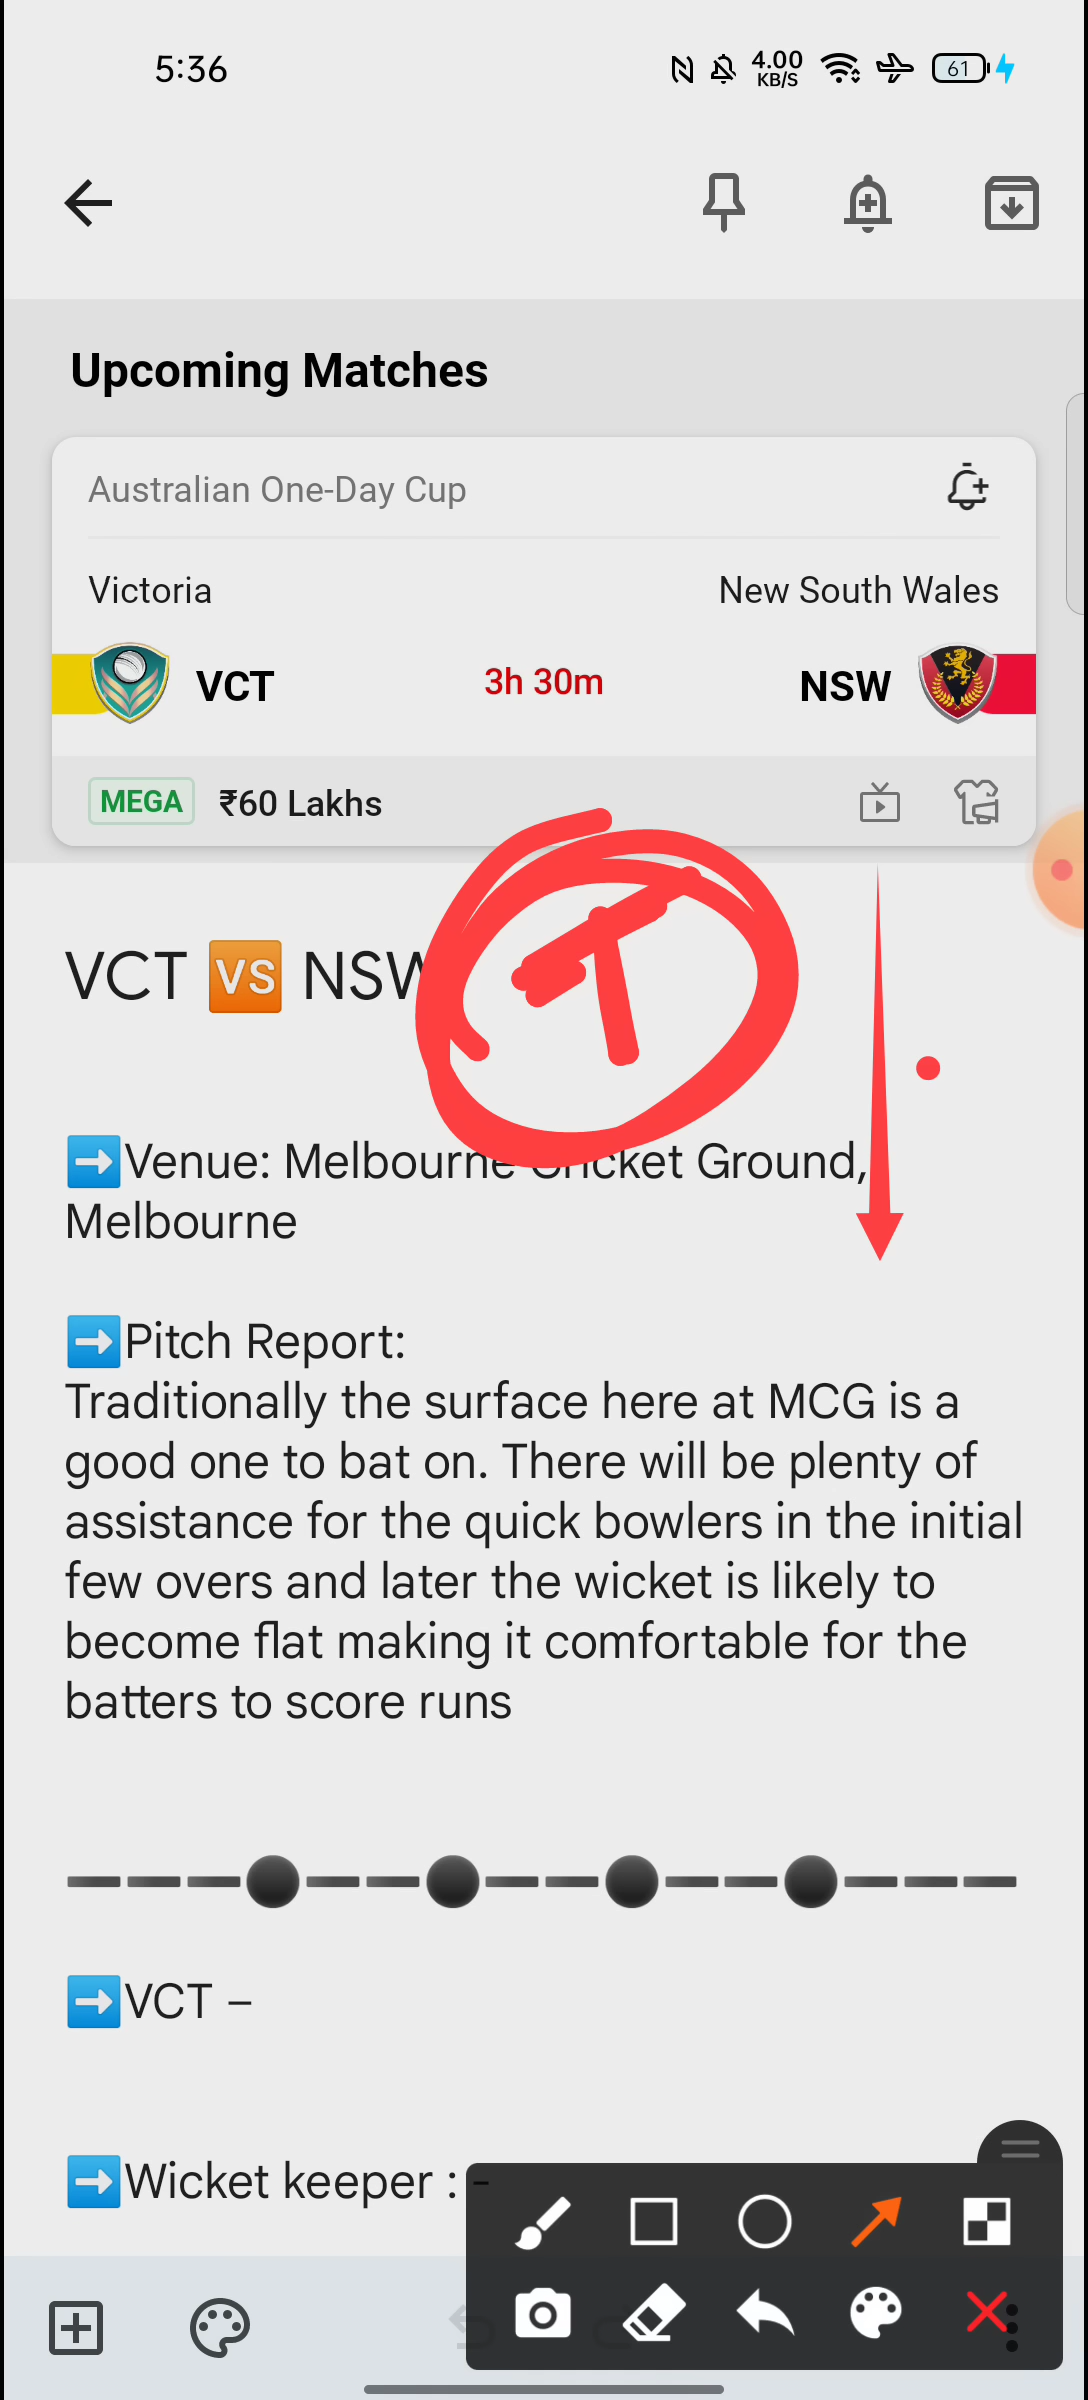 5:36
4.00
KB/S
61
Upcoming Matches
Australian One-Day Cup
Victoria
New South Wales
VCT
3h 30m
NSW
MEGA
₹60 Lakhs
VCT 🆚 NSW
T
➡️Venue: Melbourne Cricket Ground,
Melbourne
➡️Pitch Report:
Traditionally the surface here at MCG is a
good one to bat on. There will be plenty of
assistance for the quick bowlers in the initial
few overs and later the wicket is likely to
become flat making it comfortable for the
batters to score runs
➡️VCT –
➡️Wicket keeper : –